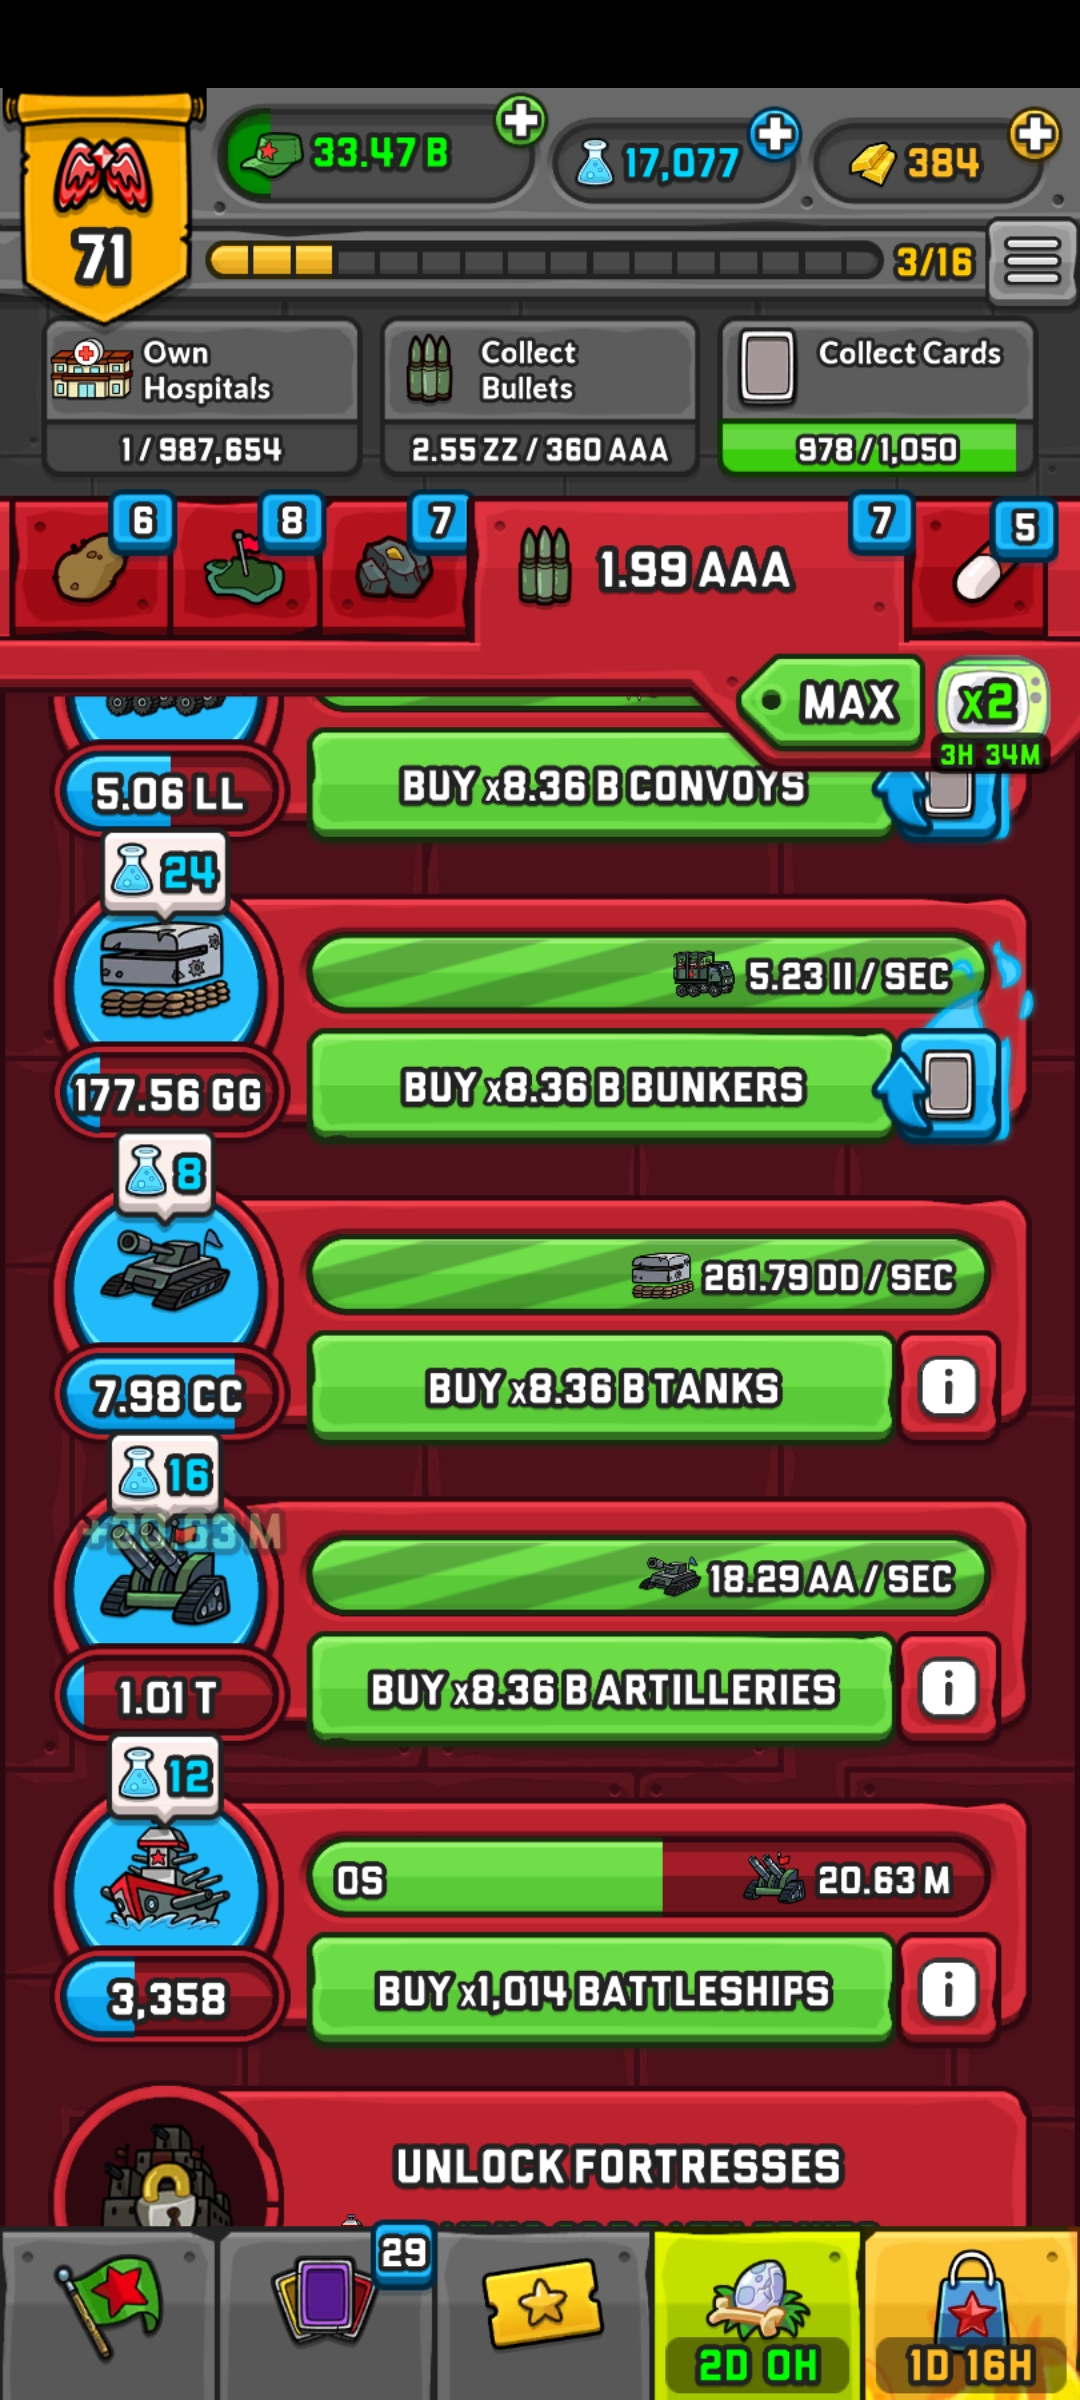 33.47 B
17,077
384
71
3/16
Own
Hospitals
Collect
Bullets
Collect Cards
1 / 987,654
2.55 ZZ / 360 AAA
978 / 1,050
6
8
7
7
5
1.99 AAA
MAX
x2
3H 34M
5.06 LL
BUY x8.36 B CONVOYS
24
5.23 II / SEC
177.56 GG
BUY x8.36 B BUNKERS
8
261.79 DD / SEC
7.98 CC
BUY x8.36 B TANKS
16
+20.63 M
18.29 AA / SEC
1.01 T
BUY x8.36 B ARTILLERIES
12
0S
20.63 M
3,358
BUY x1,014 BATTLESHIPS
UNLOCK FORTRESSES
29
2D 0H
1D 16H